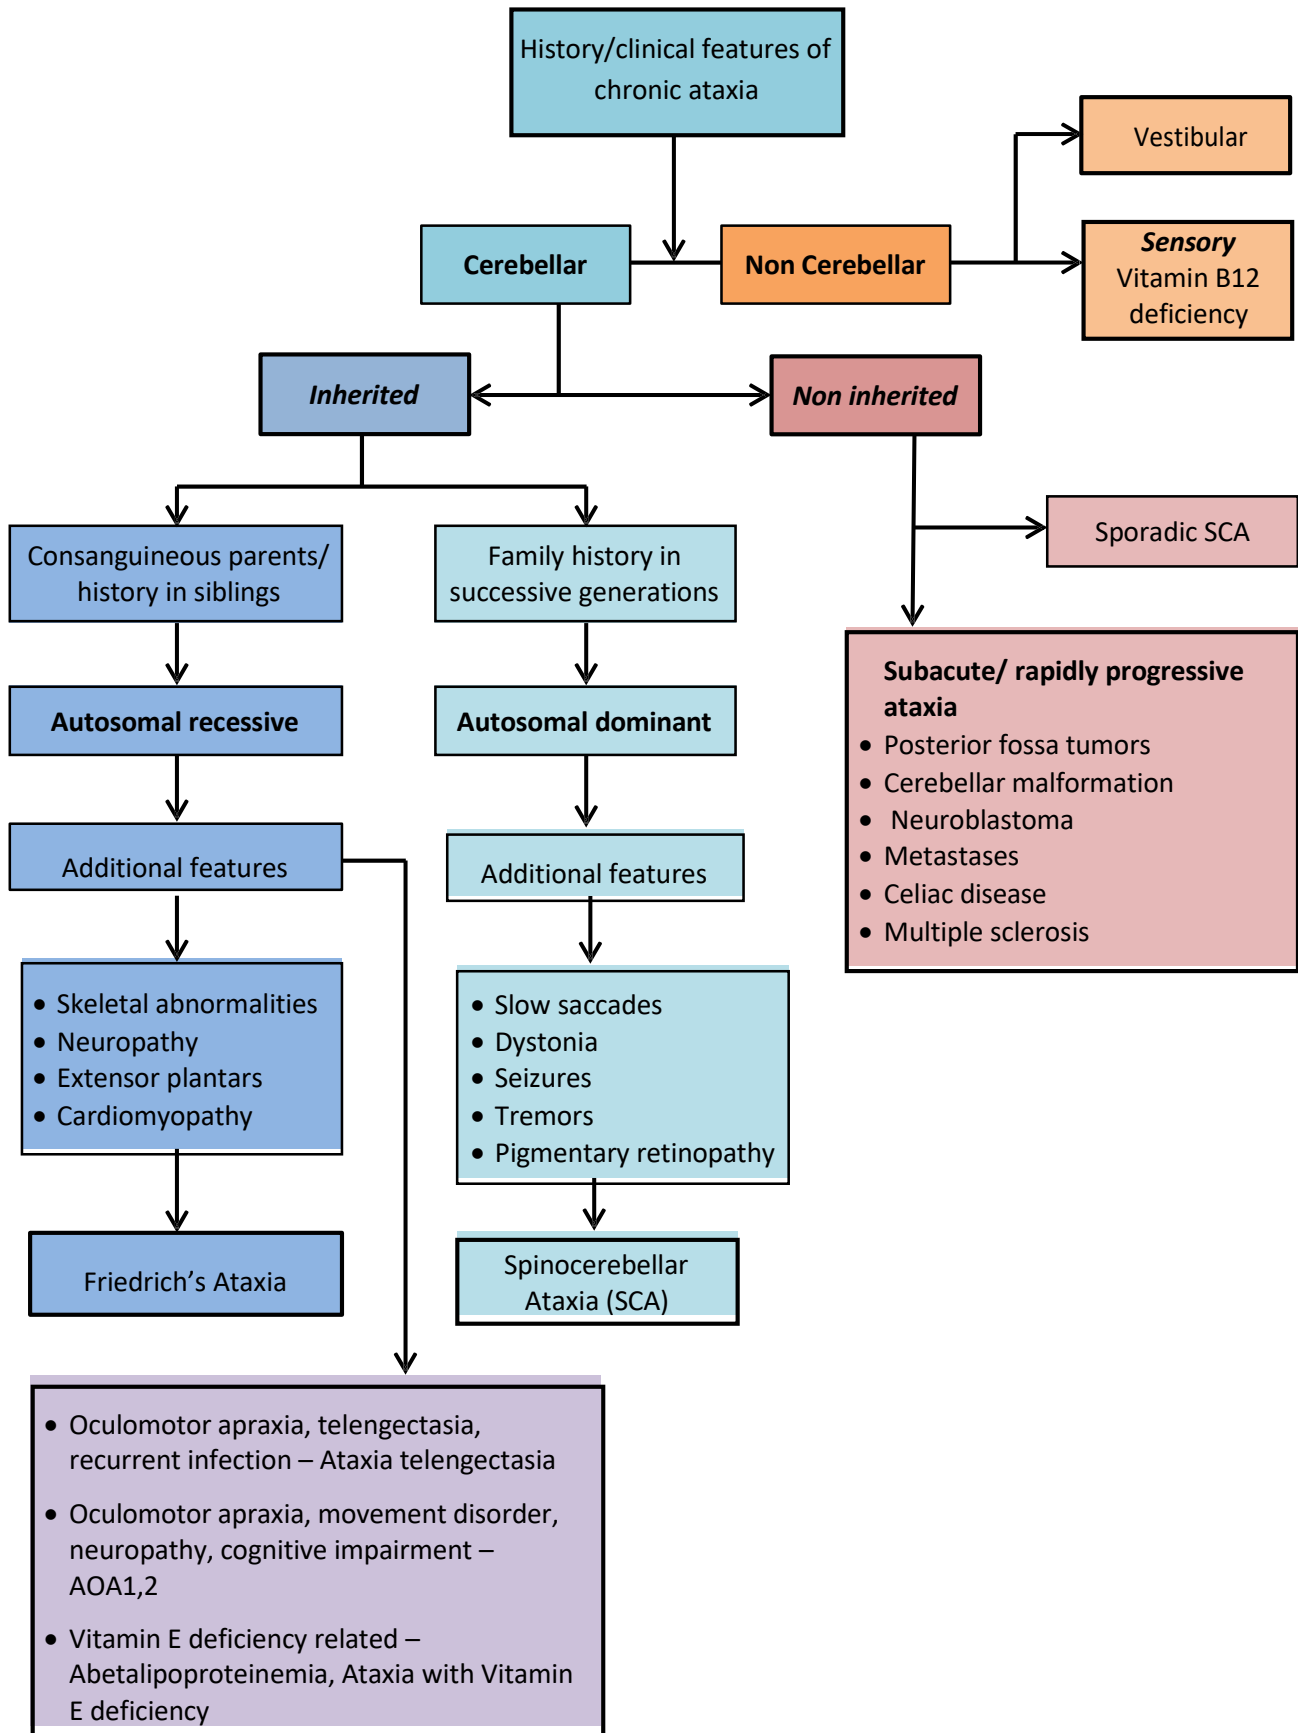 History/clinical features of
chronic ataxia
Vestibular
Cerebellar
Non Cerebellar
Sensory
Vitamin B12
deficiency
Inherited
Non inherited
Consanguineous parents/
history in siblings
Family history in
successive generations
Sporadic SCA
Autosomal recessive
Autosomal dominant
Subacute/ rapidly progressive
ataxia
• Posterior fossa tumors
• Cerebellar malformation
• Neuroblastoma
• Metastases
• Celiac disease
• Multiple sclerosis
Additional features
Additional features
• Skeletal abnormalities
• Neuropathy
• Extensor plantars
• Cardiomyopathy
• Slow saccades
• Dystonia
• Seizures
• Tremors
• Pigmentary retinopathy
Friedrich’s Ataxia
Spinocerebellar
Ataxia (SCA)
• Oculomotor apraxia, telengectasia,
recurrent infection – Ataxia telengectasia
• Oculomotor apraxia, movement disorder,
neuropathy, cognitive impairment –
AOA1,2
• Vitamin E deficiency related –
Abetalipoproteinemia, Ataxia with Vitamin
E deficiency